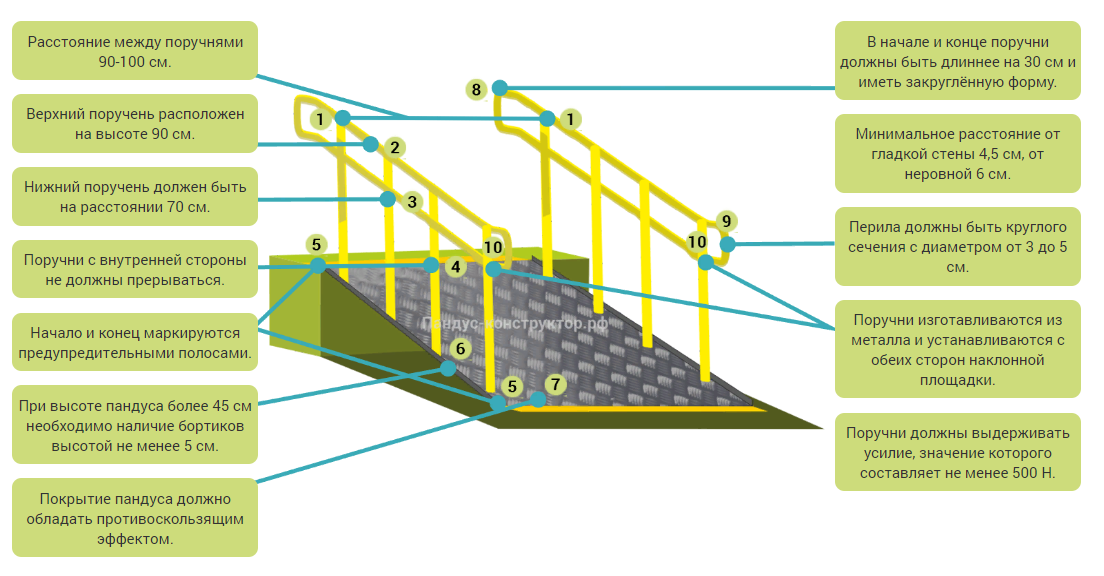 Расстояние между поручнями
90-100 см.
Верхний поручень расположен
на высоте 90 см.
Нижний поручень должен быть
на расстоянии 70 см.
Поручни с внутренней стороны
не должны прерываться.
Начало и конец маркируются
предупредительными полосами.
При высоте пандуса более 45 см
необходимо наличие бортиков
высотой не менее 5 см.
Покрытие пандуса должно
обладать противоскользящим
эффектом.
1
2
3
5
4
10
6
5
7
Пандус-конструктор.рф
8
1
9
10
В начале и конце поручни
должны быть длиннее на 30 см и
иметь закруглённую форму.
Минимальное расстояние от
гладкой стены 4,5 см, от
неровной 6 см.
Перила должны быть круглого
сечения с диаметром от 3 до 5
см.
Поручни изготавливаются из
металла и устанавливаются с
обеих сторон наклонной
площадки.
Поручни должны выдерживать
усилие, значение которого
составляет не менее 500 Н.